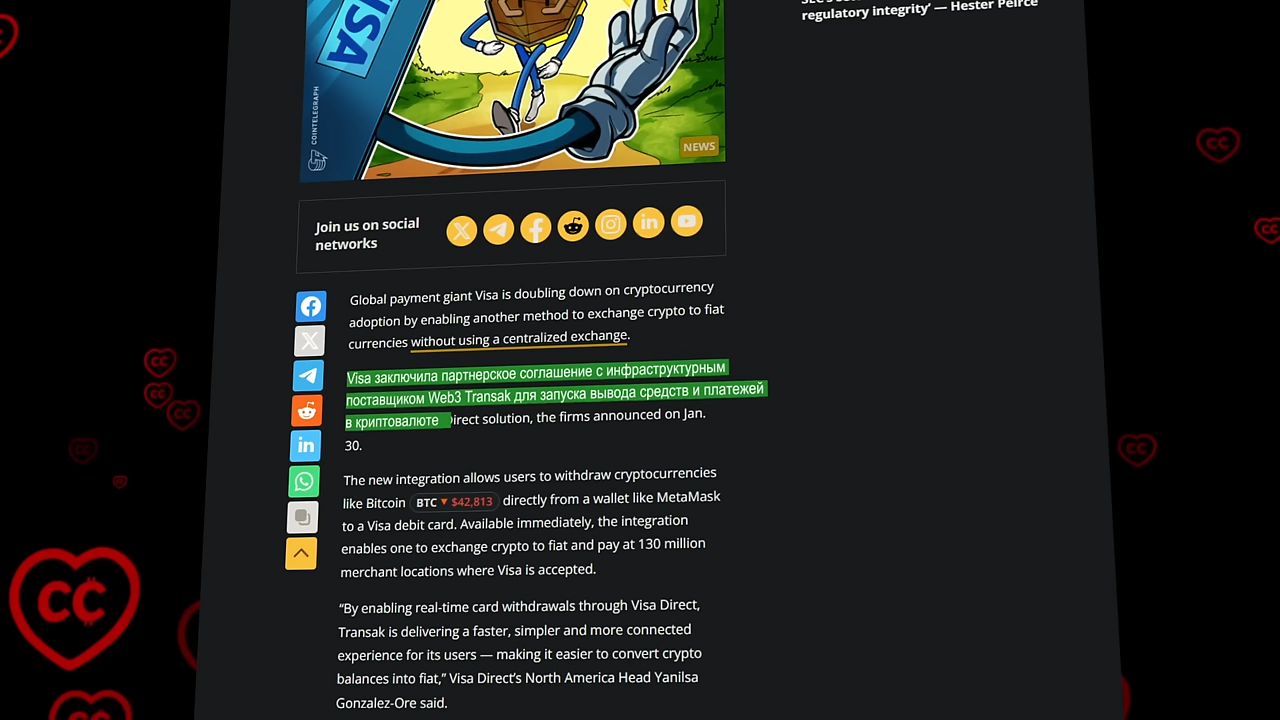 regulatory integrity’ — Hester Peirce
VISA
COINTELEGRAPH
NEWS
Join us on social
networks
Global payment giant Visa is doubling down on cryptocurrency
adoption by enabling another method to exchange crypto to fiat
currencies without using a centralized exchange.
Visa заключила партнерское соглашение с инфраструктурным
поставщиком Web3 Transak для запуска вывода средств и платежей
в криптовалюте irect solution, the firms announced on Jan.
30.
The new integration allows users to withdraw cryptocurrencies
like Bitcoin BTC ▼ $42,813 directly from a wallet like MetaMask
to a Visa debit card. Available immediately, the integration
enables one to exchange crypto to fiat and pay at 130 million
merchant locations where Visa is accepted.
“By enabling real-time card withdrawals through Visa Direct,
Transak is delivering a faster, simpler and more connected
experience for its users — making it easier to convert crypto
balances into fiat,” Visa Direct’s North America Head Yanilsa
Gonzalez-Ore said.